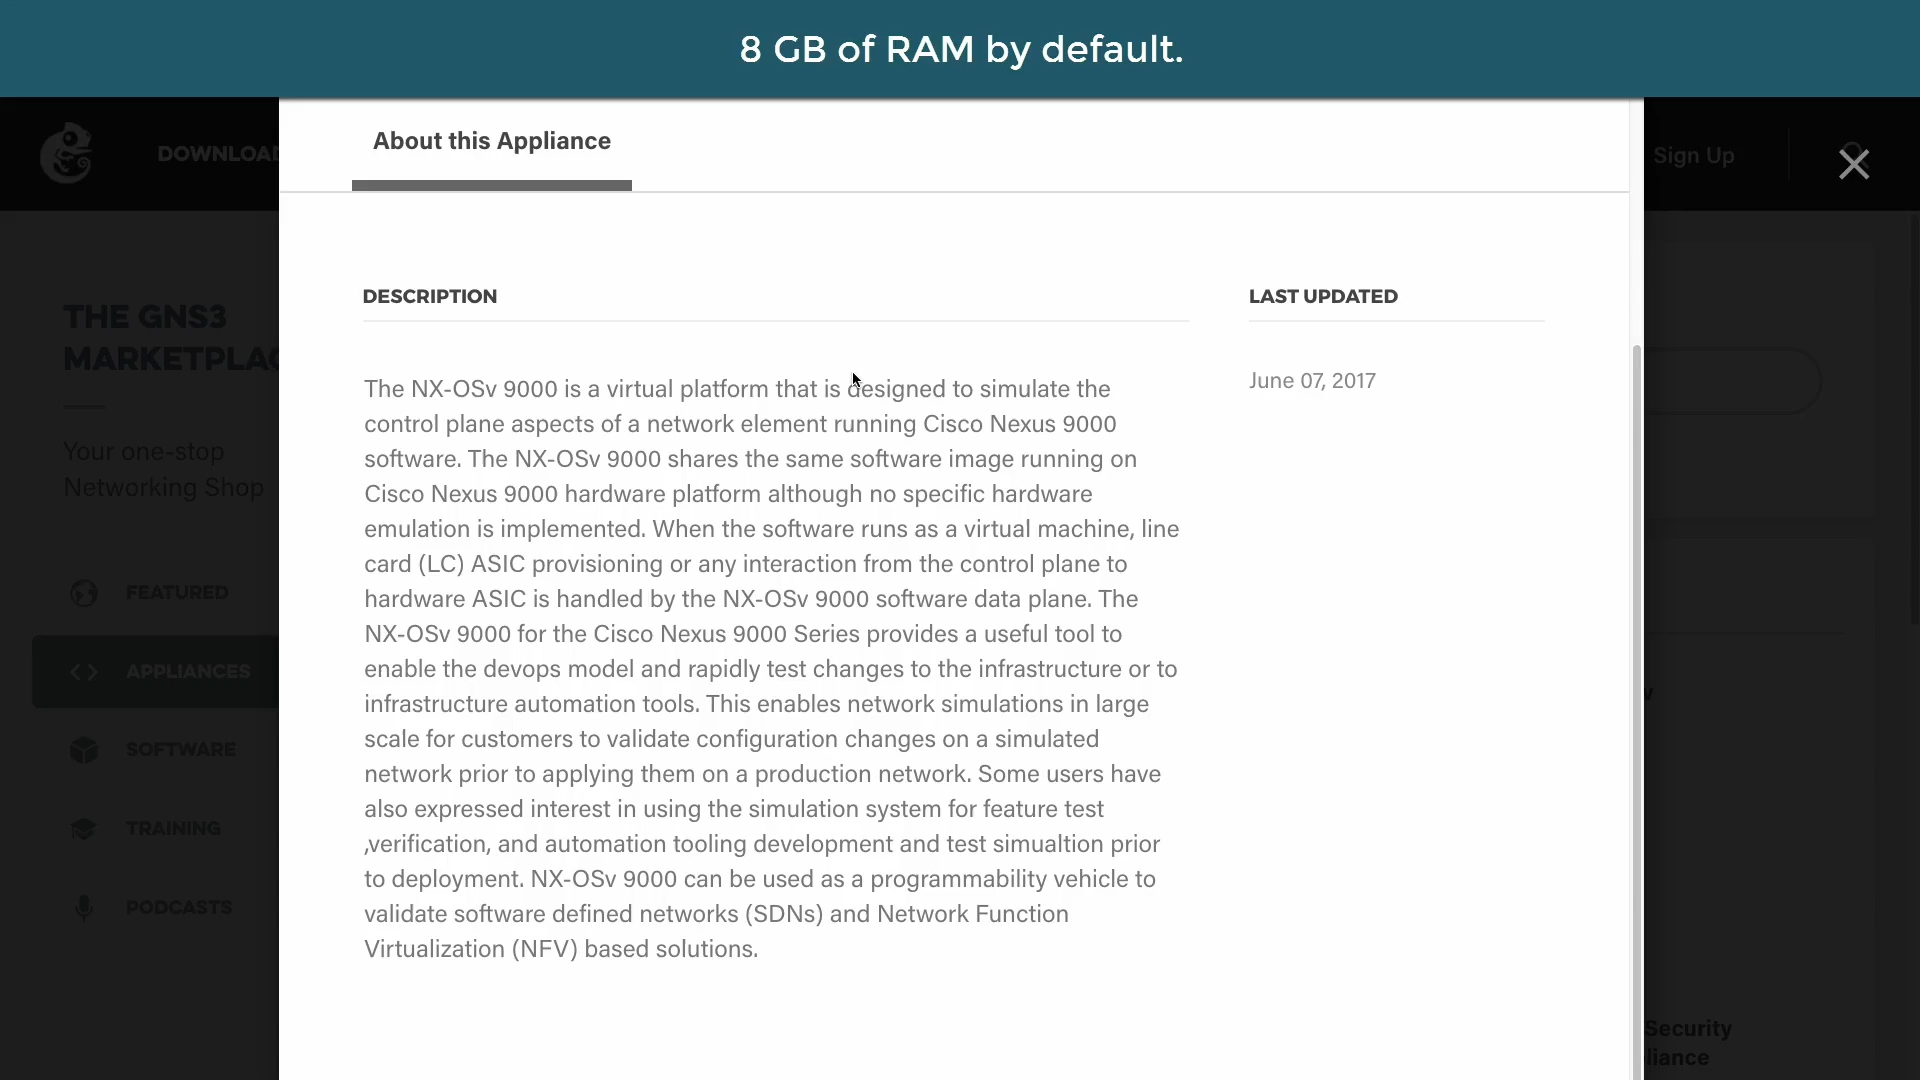 8 GB of RAM by default.
DOWNLOA
About this Appliance
Sign Up
DESCRIPTION
LAST UPDATED
THE GNS3
MARKETPLAC
Your one-stop
Networking Shop
FEATURED
APPLIANCES
SOFTWARE
TRAINING
PODCASTS
The NX-OSv 9000 is a virtual platform that is designed to simulate the
control plane aspects of a network element running Cisco Nexus 9000
software. The NX-OSv 9000 shares the same software image running on
Cisco Nexus 9000 hardware platform although no specific hardware
emulation is implemented. When the software runs as a virtual machine, line
card (LC) ASIC provisioning or any interaction from the control plane to
hardware ASIC is handled by the NX-OSv 9000 software data plane. The
NX-OSv 9000 for the Cisco Nexus 9000 Series provides a useful tool to
enable the devops model and rapidly test changes to the infrastructure or to
infrastructure automation tools. This enables network simulations in large
scale for customers to validate configuration changes on a simulated
network prior to applying them on a production network. Some users have
also expressed interest in using the simulation system for feature test
,verification, and automation tooling development and test simualtion prior
to deployment. NX-OSv 9000 can be used as a programmability vehicle to
validate software defined networks (SDNs) and Network Function
Virtualization (NFV) based solutions.
June 07, 2017
Security
liance